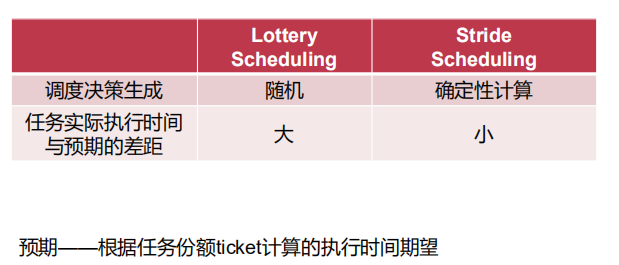 Lottery Scheduling
Stride Scheduling
调度决策生成
随机
确定性计算
任务实际执行时间
与预期的差距
大
小
预期——根据任务份额ticket计算的执行时间期望